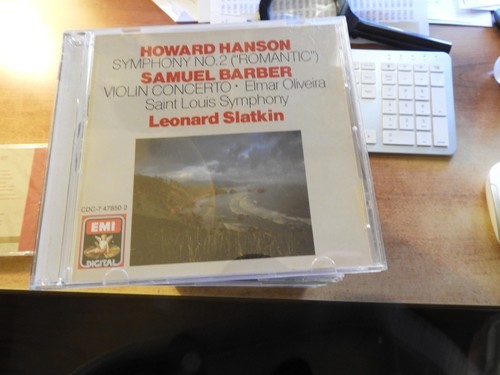 HOWARD HANSON
SYMPHONY NO. 2 ("ROMANTIC")
SAMUEL BARBER
VIOLIN CONCERTO · Elmar Oliveira
Saint Louis Symphony
Leonard Slatkin
CDC-7 47850 2
EMI
DIGITAL